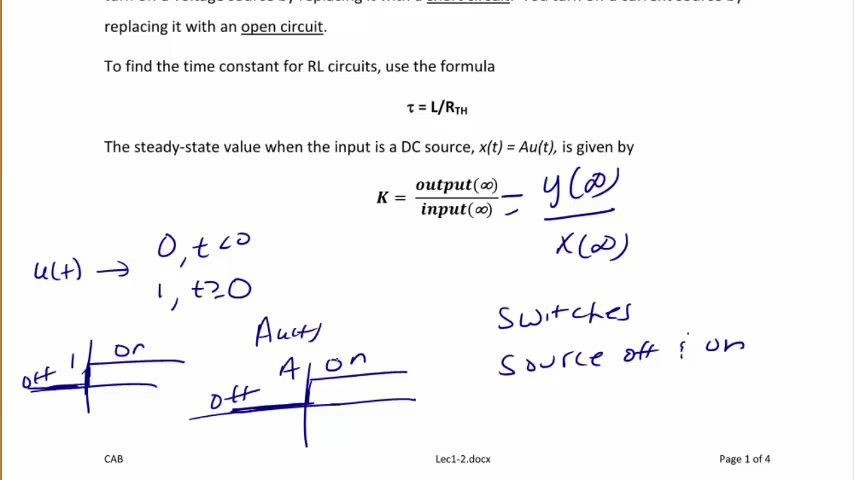 replacing it with an open circuit.
To find the time constant for RL circuits, use the formula
τ = L/R_TH
The steady-state value when the input is a DC source, x(t) = Au(t), is given by
K = output(∞) / input(∞) = y(∞) / x(∞)
u(t) → 0, t<0
1, t≥0
Switches
Source off & on
Au(t)
off 1 on
off A on
CAB Lec1-2.docx Page 1 of 4